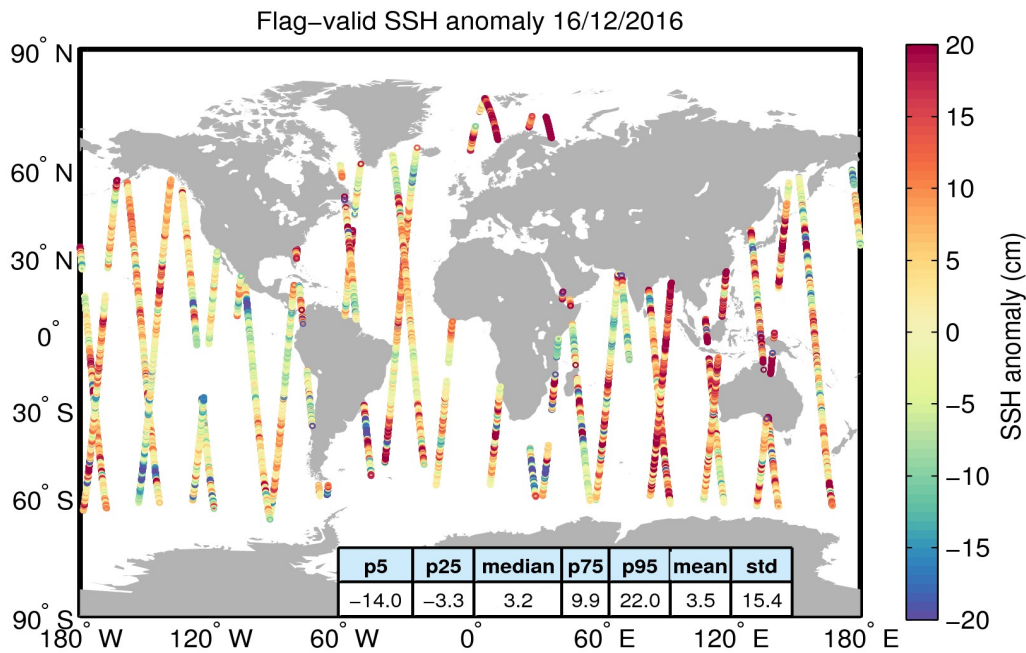 Flag−valid SSH anomaly 16/12/2016
90° N
60° N
30° N
0°
30° S
60° S
90° S
180° W
120° W
60° W
0°
60° E
120° E
180° E
p5 p25 median p75 p95 mean std
−14.0 −3.3 3.2 9.9 22.0 3.5 15.4
20
15
10
5
0
−5
−10
−15
−20
SSH anomaly (cm)